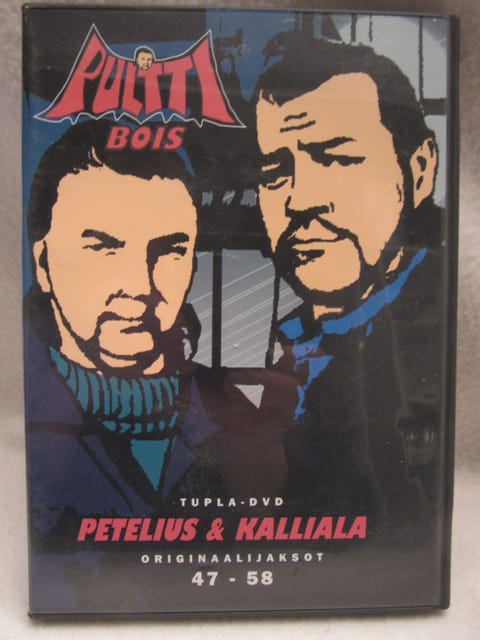 PULTTI
BOIS
TUPLA-DVD
PETELIUS & KALLIALA
ORIGINAALIJAKSOT
47 - 58